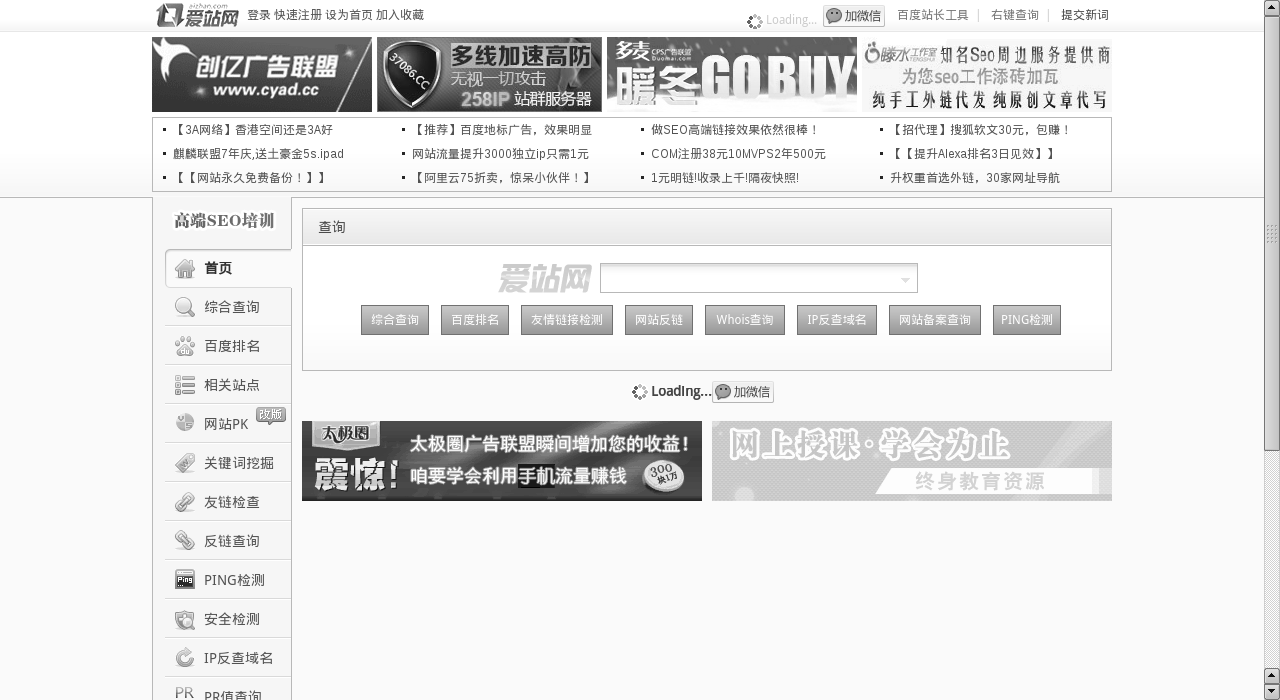 aizhan.com
爱站网 登录 快速注册 设为首页 加入收藏
Loading... 加微信 百度站长工具 | 右键查询 | 提交新词
创亿广告联盟
www.cyad.cc
37086.CC
多线加速高防
无视一切攻击
258IP 站群服务器
多麦 CPS广告联盟
Duomai.com
暖冬 GO BUY
滕水工作室 知名Seo周边服务提供商
为您seo工作添砖加瓦
纯手工外链代发 纯原创文章代写
【3A网络】香港空间还是3A好
【推荐】百度地标广告，效果明显
做SEO高端链接效果依然很棒！
【招代理】搜狐软文30元，包赚！
麒麟联盟7年庆,送土豪金5s.ipad
网站流量提升3000独立ip只需1元
COM注册38元10MVPS2年500元
【【提升Alexa排名3日见效】】
【【网站永久免费备份！】】
【阿里云75折卖，惊呆小伙伴！】
1元明链!收录上千!隔夜快照!
升权重首选外链，30家网址导航
高端SEO培训
首页
综合查询
百度排名
相关站点
网站PK 改版
关键词挖掘
友链检查
反链查询
Ping PING检测
安全检测
IP反查域名
PR PR值查询
查询
爱站网
综合查询 百度排名 友情链接检测 网站反链 Whois查询 IP反查域名 网站备案查询 PING检测
Loading... 加微信
太极圈
震惊!
太极圈广告联盟瞬间增加您的收益!
咱要学会利用手机流量赚钱
300
块1万
网上授课·学会为止
终身教育资源